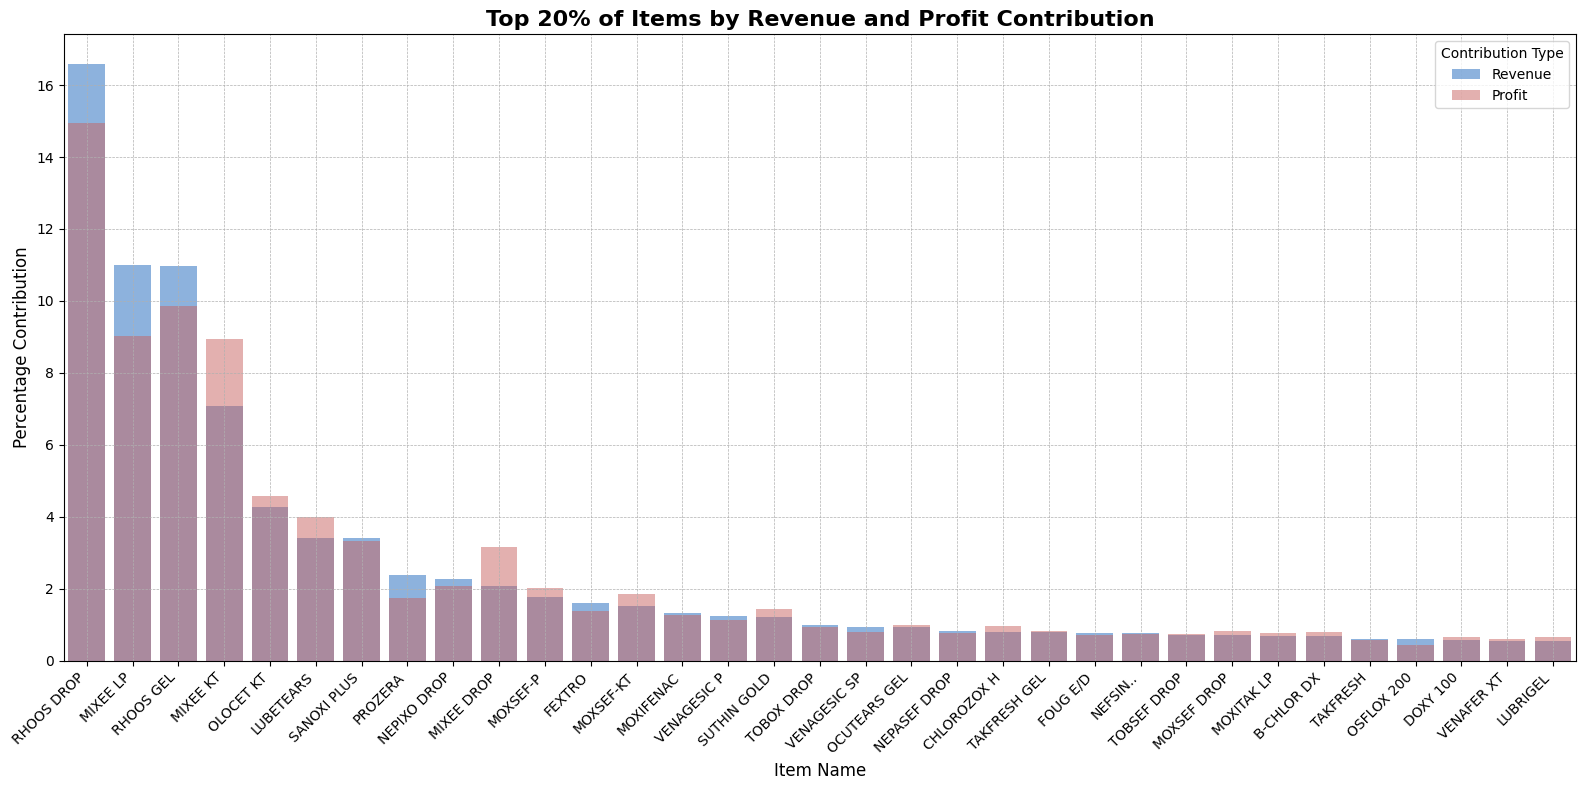 Top 20% of Items by Revenue and Profit Contribution
Contribution Type
Revenue
Profit
Percentage Contribution
16
14
12
10
8
6
4
2
0
RHOOS DROP
MIXEE LP
RHOOS GEL
MIXEE KT
OLOCET KT
LUBETEARS
SANOXI PLUS
PROZERA
NEPIXO DROP
MIXEE DROP
MOXSEF-P
FEXTRO
MOXSEF-KT
MOXIFENAC
VENAGESIC P
SUTHIN GOLD
TOBOX DROP
VENAGESIC SP
OCUTEARS GEL
NEPASEF DROP
CHLOROZOX H
TAKFRESH GEL
FOUG E/D
NEFSIN..
TOBSEF DROP
MOXSEF DROP
MOXITAK LP
B-CHLOR DX
TAKFRESH
OSFLOX 200
DOXY 100
VENAFER XT
LUBRIGEL
Item Name